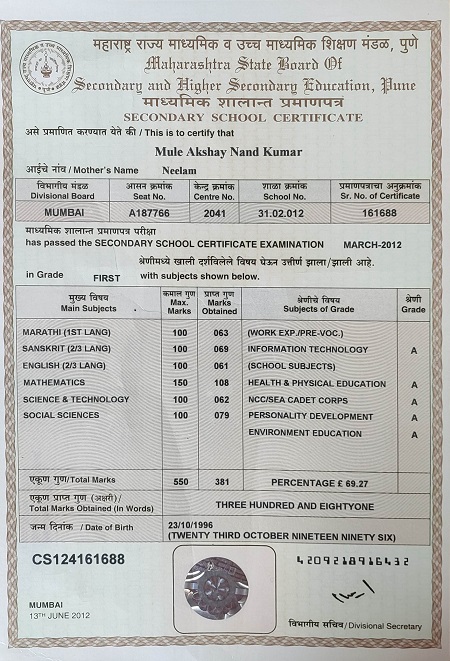 महाराष्ट्र राज्य माध्यमिक व उच्च माध्यमिक शिक्षण मंडळ, पुणे
Maharashtra State Board Of
Secondary and Higher Secondary Education, Pune
माध्यमिक शालान्त प्रमाणपत्र
SECONDARY SCHOOL CERTIFICATE
असे प्रमाणित करण्यात येते की / This is to certify that
Mule Akshay Nand Kumar
आईचे नांव / Mother's Name Neelam
विभागीय मंडळ आसन क्रमांक केन्द्र क्रमांक शाळा क्रमांक प्रमाणपत्राचा अनुक्रमांक
Divisional Board Seat No. Centre No. School No. Sr. No. of Certificate
MUMBAI A187766 2041 31.02.012 161688
माध्यमिक शालान्त प्रमाणपत्र परीक्षा
has passed the SECONDARY SCHOOL CERTIFICATE EXAMINATION MARCH-2012
श्रेणीमध्ये खाली दर्शविलेले विषय घेऊन उत्तीर्ण झाला/झाली आहे.
in Grade FIRST with subjects shown below.
मुख्य विषय कमाल गुण प्राप्त गुण श्रेणीचे विषय श्रेणी
Main Subjects Max. Marks Marks Obtained Subjects of Grade Grade
MARATHI (1ST LANG) 100 063 (WORK EXP./PRE-VOC.)
SANSKRIT (2/3 LANG) 100 069 INFORMATION TECHNOLOGY A
ENGLISH (2/3 LANG) 100 061 (SCHOOL SUBJECTS)
MATHEMATICS 150 108 HEALTH & PHYSICAL EDUCATION A
SCIENCE & TECHNOLOGY 100 062 NCC/SEA CADET CORPS A
SOCIAL SCIENCES 100 079 PERSONALITY DEVELOPMENT A
ENVIRONMENT EDUCATION A
एकूण गुण/Total Marks 550 381 PERCENTAGE £ 69.27
एकूण प्राप्त गुण (अक्षरी)/
Total Marks Obtained (In Words) THREE HUNDRED AND EIGHTYONE
जन्म दिनांक / Date of Birth 23/10/1996
(TWENTY THIRD OCTOBER NINETEEN NINETY SIX)
CS124161688
4209218916432
MUMBAI
13TH JUNE 2012
विभागीय सचिव/Divisional Secretary